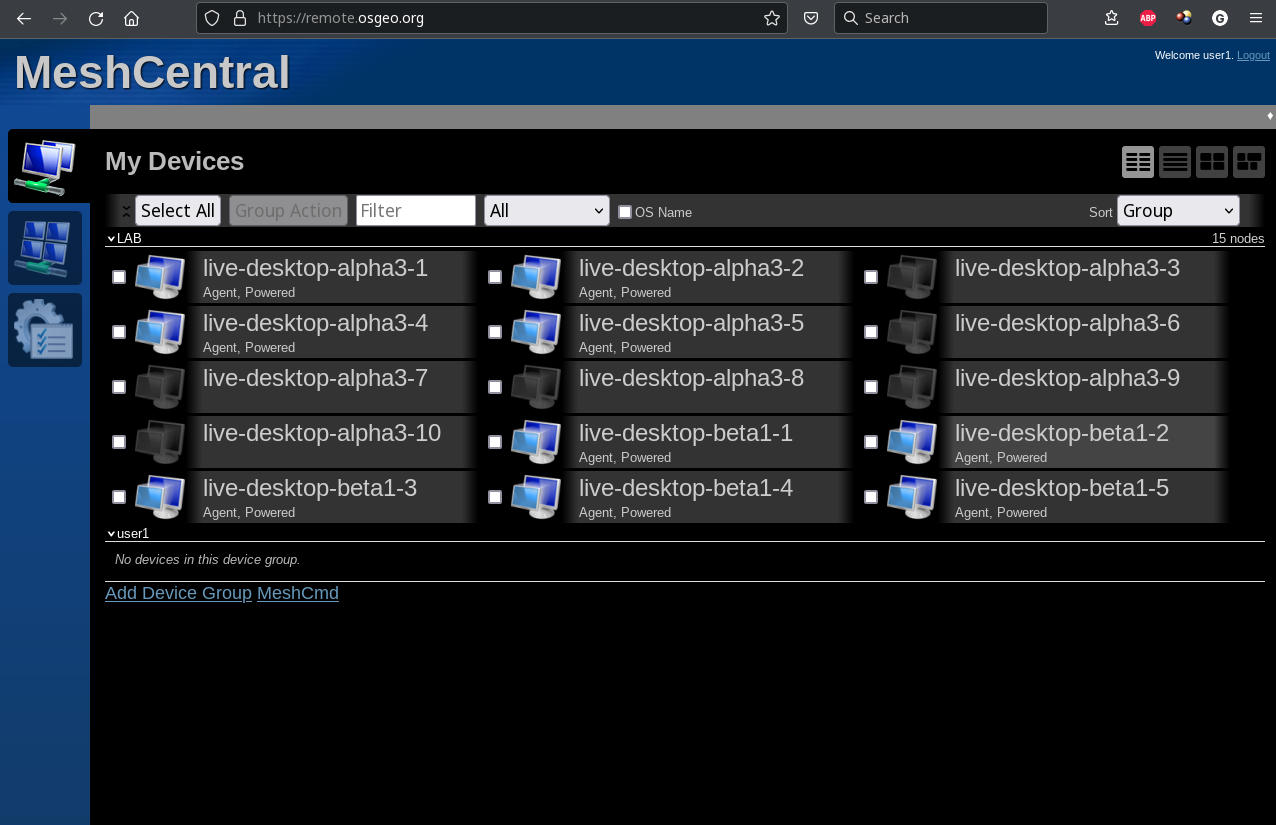 https://remote.osgeo.org
Search
ABP
G
MeshCentral
Welcome user1. Logout
My Devices
Select All Group Action Filter All OS Name Sort Group
LAB 15 nodes
live-desktop-alpha3-1 live-desktop-alpha3-2 live-desktop-alpha3-3
Agent, Powered Agent, Powered
live-desktop-alpha3-4 live-desktop-alpha3-5 live-desktop-alpha3-6
Agent, Powered Agent, Powered
live-desktop-alpha3-7 live-desktop-alpha3-8 live-desktop-alpha3-9
live-desktop-alpha3-10 live-desktop-beta1-1 live-desktop-beta1-2
Agent, Powered Agent, Powered
live-desktop-beta1-3 live-desktop-beta1-4 live-desktop-beta1-5
Agent, Powered Agent, Powered Agent, Powered
user1
No devices in this device group.
Add Device Group MeshCmd